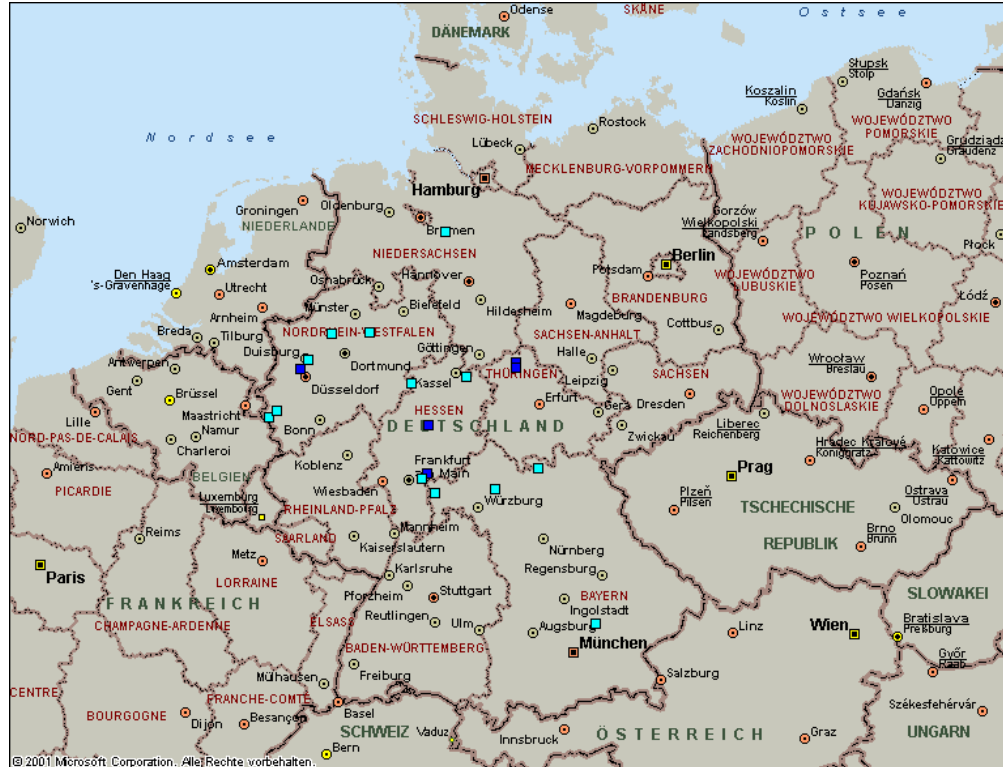 Odense
SKÅNE
Ostsee
DÄNEMARK
Słupsk
Stolp
Gdańsk
Danzig
Koszalin
Köslin
SCHLESWIG-HOLSTEIN
Rostock
WOJEWÓDZTWO
POMORSKIE
Nordsee
Lübeck
WOJEWÓDZTWO
ZACHODNIOPOMORSKIE
Grudziądz
Graudenz
MECKLENBURG-VORPOMMERN
Hamburg
WOJEWÓDZTWO
KUJAWSKO-POMORSKIE
Groningen
Oldenburg
Norwich
NIEDERLANDE
Bremen
Gorzów
Wielkopolski
Landsberg
POLEN
Płock
NIEDERSACHSEN
Berlin
Amsterdam
Den Haag
's-Gravenhage
Hannover
Potsdam
WOJEWÓDZTWO
LUBUSKIE
Poznań
Posen
Utrecht
Osnabrück
BRANDENBURG
Łódź
Arnheim
Münster
Bielefeld
Hildesheim
Magdeburg
WOJEWÓDZTWO WIELKOPOLSKIE
Breda
Tilburg
NORDRHEIN-WESTFALEN
SACHSEN-ANHALT
Cottbus
Duisburg
Göttingen
Halle
Wrocław
Breslau
Antwerpen
Dortmund
Kassel
THÜRINGEN
Leipzig
SACHSEN
Gent
Brüssel
Düsseldorf
WOJEWÓDZTWO
DOLNOSLASKIE
Opole
Oppeln
Maastricht
HESSEN
Erfurt
Gera
Dresden
Lille
Namur
Bonn
DEUTSCHLAND
Liberec
Reichenberg
NORD-PAS-DE-CALAIS
Charleroi
Zwickau
Hradec Králové
Königgrätz
Katowice
Kattowitz
Koblenz
Frankfurt
a. Main
Prag
Amiens
BELGIEN
PICARDIE
Wiesbaden
Luxemburg
Luxembourg
RHEINLAND-PFALZ
Würzburg
Plzeň
Pilsen
TSCHECHISCHE
Ostrava
Ostrau
Olomouc
Reims
SAARLAND
Mannheim
Kaiserslautern
Nürnberg
REPUBLIK
Brno
Brünn
Metz
Paris
LORRAINE
Karlsruhe
Regensburg
Pforzheim
Stuttgart
BAYERN
SLOWAKEI
FRANKREICH
Reutlingen
Ingolstadt
CHAMPAGNE-ARDENNE
ELSASS
Ulm
Augsburg
Linz
Wien
Bratislava
Preßburg
BADEN-WÜRTTEMBERG
München
Győr
Raab
Mülhausen
Freiburg
Salzburg
CENTRE
FRANCHE-COMTÉ
Székesfehérvár
BOURGOGNE
Dijon
Besançon
Basel
SCHWEIZ
Vaduz
Innsbruck
ÖSTERREICH
Graz
UNGARN
Bern
© 2001 Microsoft Corporation. Alle Rechte vorbehalten.